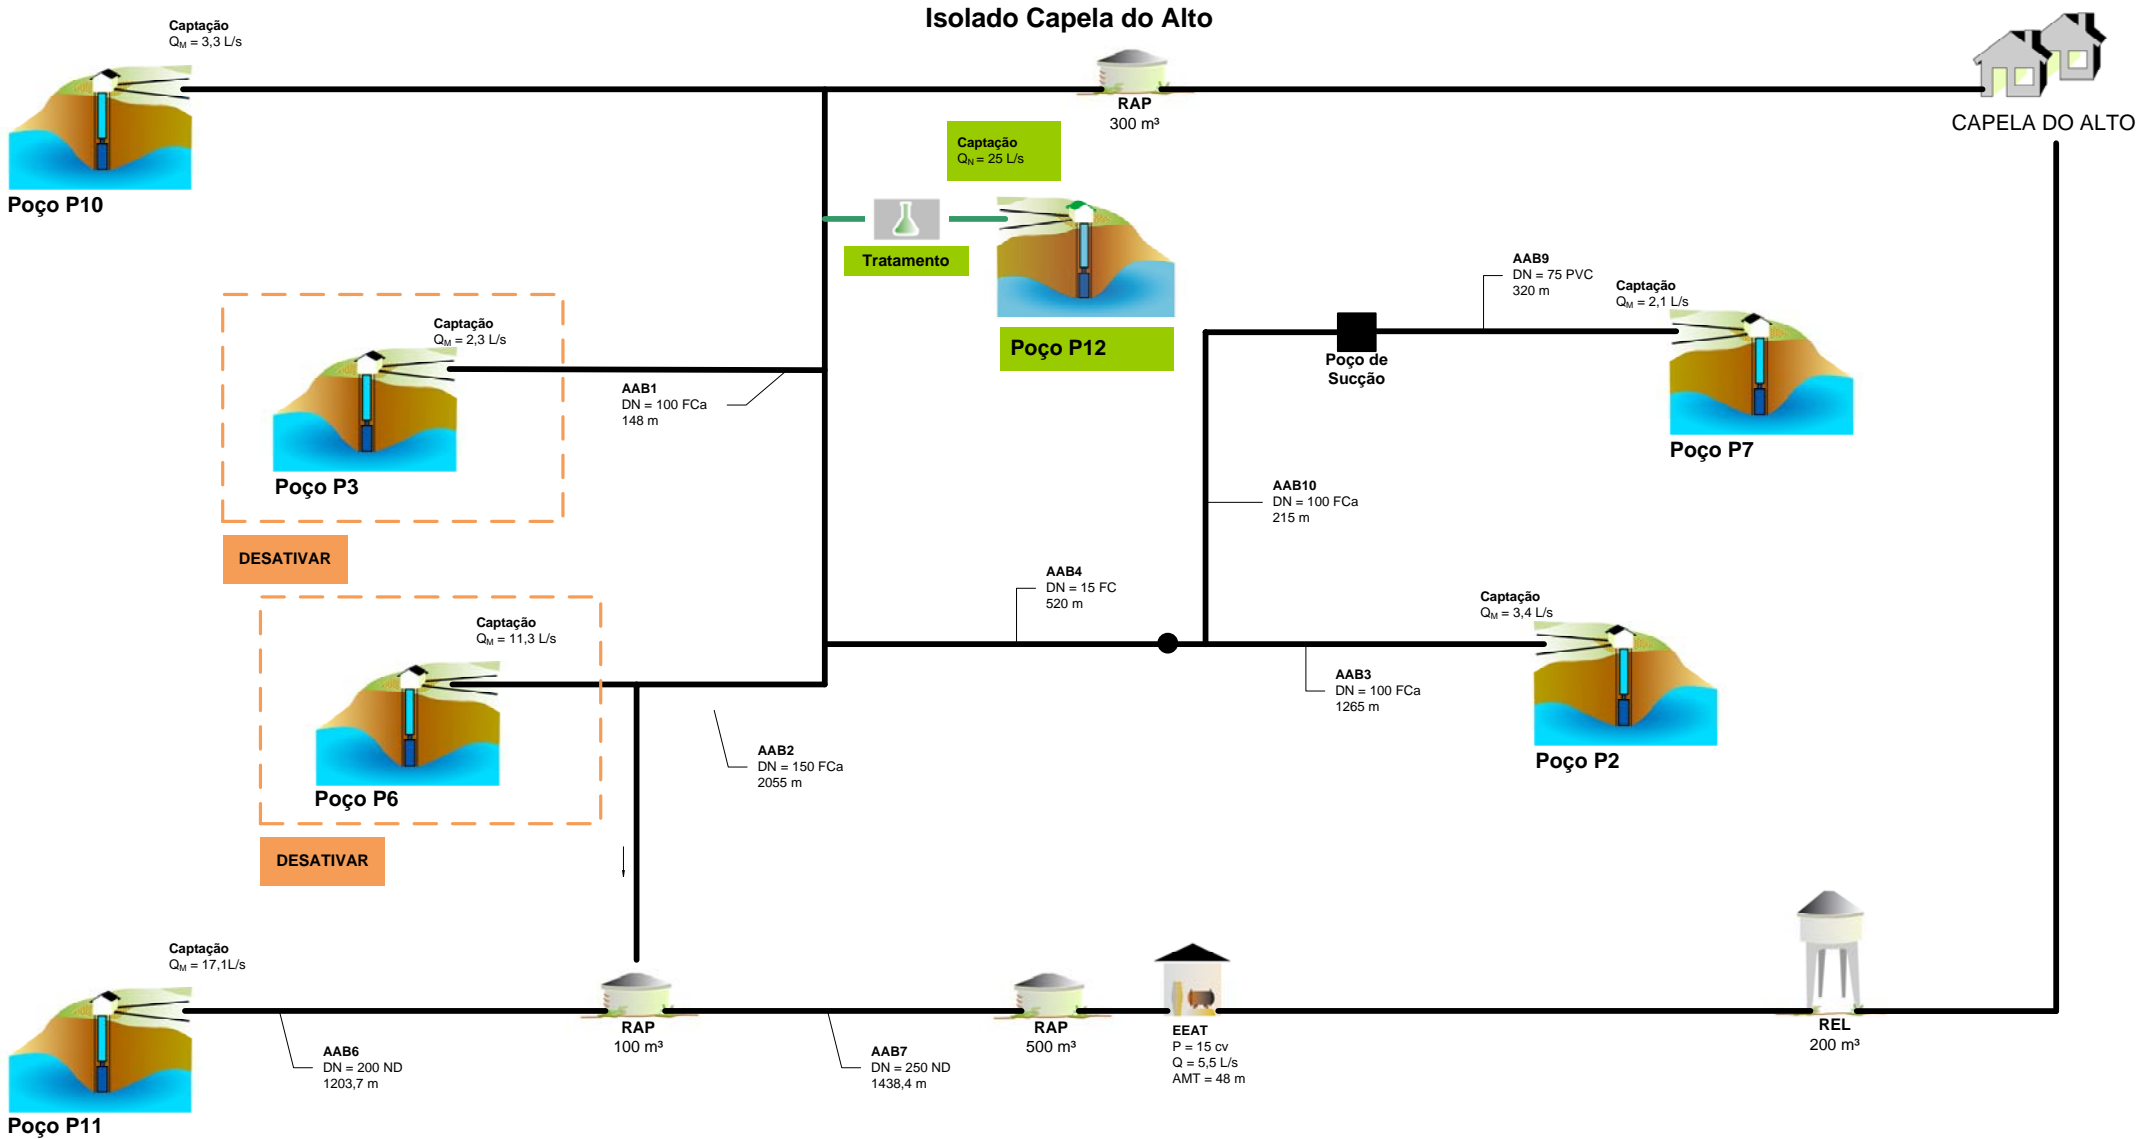 Isolado Capela do Alto
Captação
QM = 3,3 L/s
Poço P10
RAP
300 m³
CAPELA DO ALTO
Captação
QN = 25 L/s
Tratamento
Poço P12
Captação
QM = 2,3 L/s
Poço P3
DESATIVAR
AAB1
DN = 100 FCa
148 m
AAB9
DN = 75 PVC
320 m
Captação
QM = 2,1 L/s
Poço de
Sucção
Poço P7
AAB10
DN = 100 FCa
215 m
AAB4
DN = 15 FC
520 m
Captação
QM = 3,4 L/s
Poço P2
AAB3
DN = 100 FCa
1265 m
Captação
QM = 11,3 L/s
Poço P6
DESATIVAR
AAB2
DN = 150 FCa
2055 m
Captação
QM = 17,1L/s
Poço P11
AAB6
DN = 200 ND
1203,7 m
RAP
100 m³
AAB7
DN = 250 ND
1438,4 m
RAP
500 m³
EEAT
P = 15 cv
Q = 5,5 L/s
AMT = 48 m
REL
200 m³